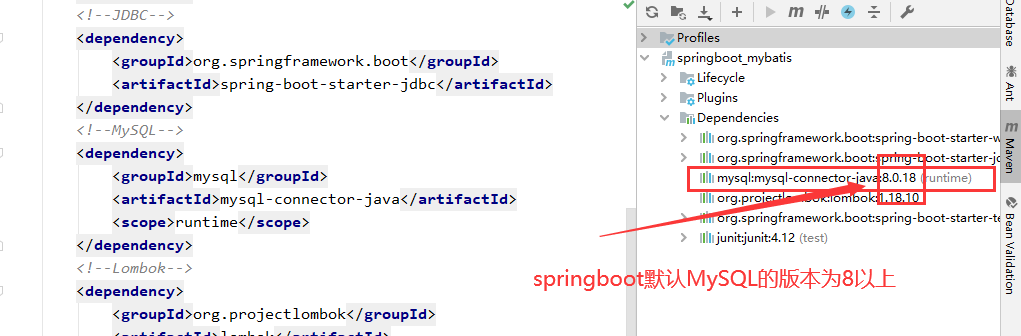 <!--JDBC-->
<dependency>
<groupId>org.springframework.boot</groupId>
<artifactId>spring-boot-starter-jdbc</artifactId>
</dependency>
<!--MySQL-->
<dependency>
<groupId>mysql</groupId>
<artifactId>mysql-connector-java</artifactId>
<scope>runtime</scope>
</dependency>
<!--Lombok-->
<dependency>
<groupId>org.projectlombok</groupId>
<artifactId>lombok</artifactId>
Profiles
springboot_mybatis
Lifecycle
Plugins
Dependencies
org.springframework.boot:spring-boot-starter-w
org.springframework.boot:spring-boot-starter-jd
mysql:mysql-connector-java:8.0.18 (runtime)
org.projectlombok:lombok:1.18.10
org.springframework.boot:spring-boot-starter-te
junit:junit:4.12 (test)
springboot默认MySQL的版本为8以上
Database
Ant
m
Maven
Bean Validation